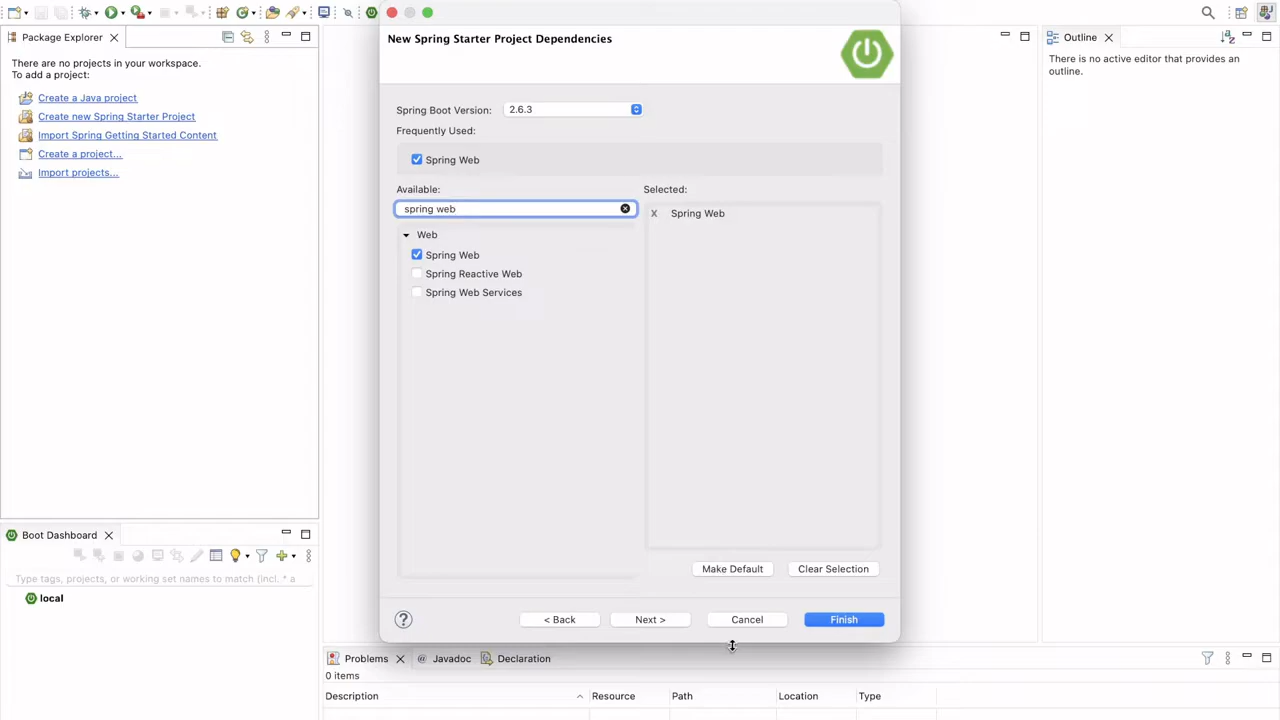 Package Explorer
There are no projects in your workspace.
To add a project:
Create a Java project
Create new Spring Starter Project
Import Spring Getting Started Content
Create a project...
Import projects...
New Spring Starter Project Dependencies
Spring Boot Version:
2.6.3
Frequently Used:
Spring Web
Available:
spring web
Web
Spring Web
Spring Reactive Web
Spring Web Services
Selected:
X Spring Web
Make Default
Clear Selection
?
< Back
Next >
Cancel
Finish
Outline
There is no active editor that provides an
outline.
Boot Dashboard
Type tags, projects, or working set names to match (incl. * a
local
Problems
@ Javadoc
Declaration
0 items
Description
Resource
Path
Location
Type